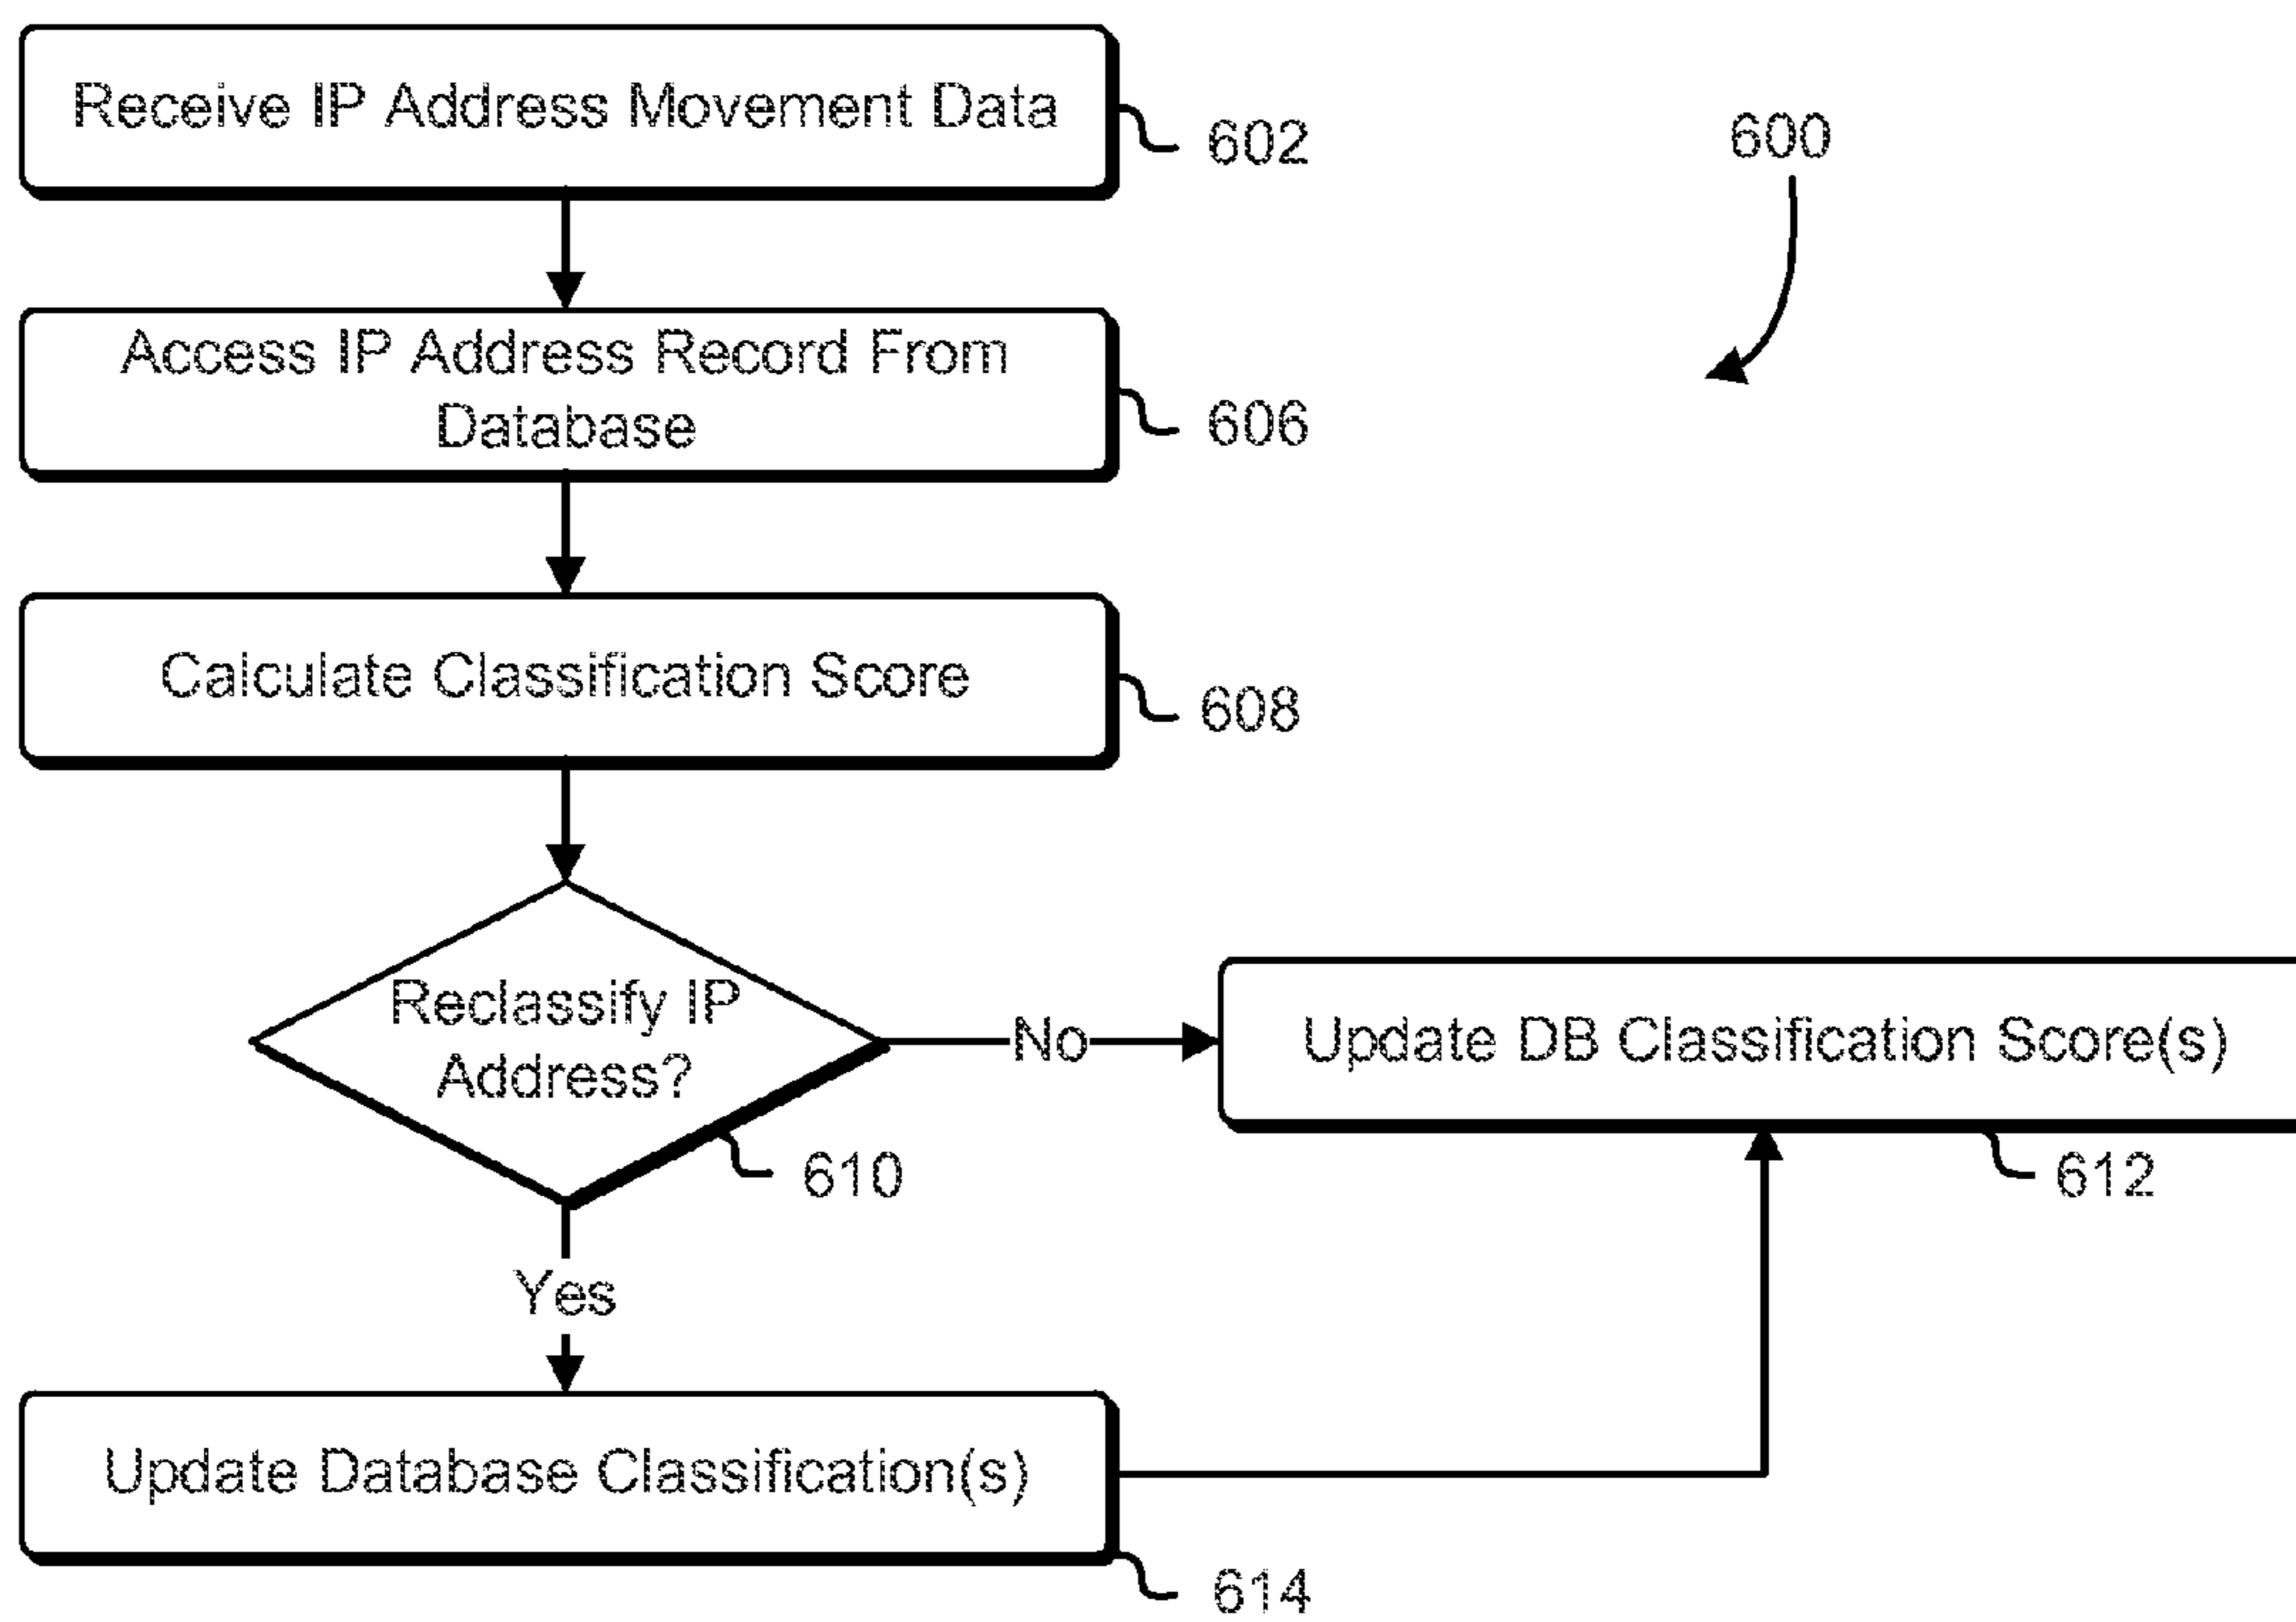 Receive IP Address Movement Data
602
600
Access IP Address Record From
Database
606
Calculate Classification Score
608
Reclassify IP
Address?
610
No
Update DB Classification Score(s)
612
Yes
Update Database Classification(s)
614